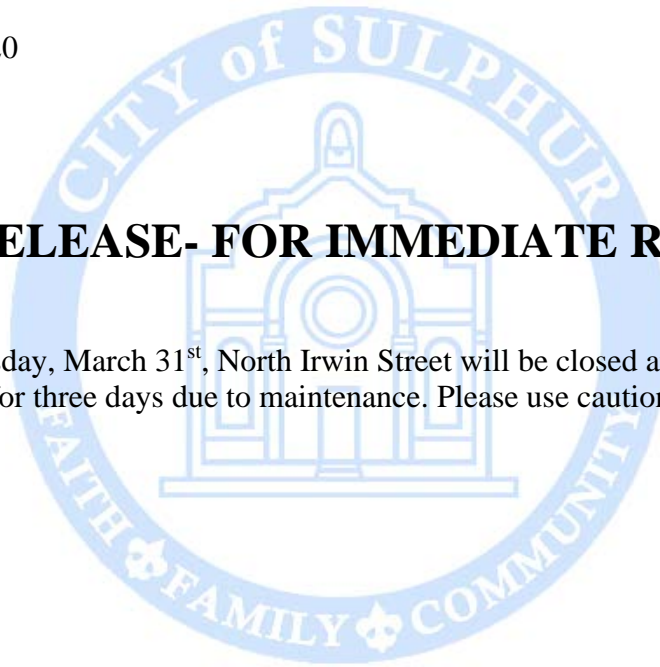 0
CITY of SULPHUR
ELEASE- FOR IMMEDIATE R
day, March 31st, North Irwin Street will be closed a
or three days due to maintenance. Please use caution
FAITH FAMILY COMMUNITY